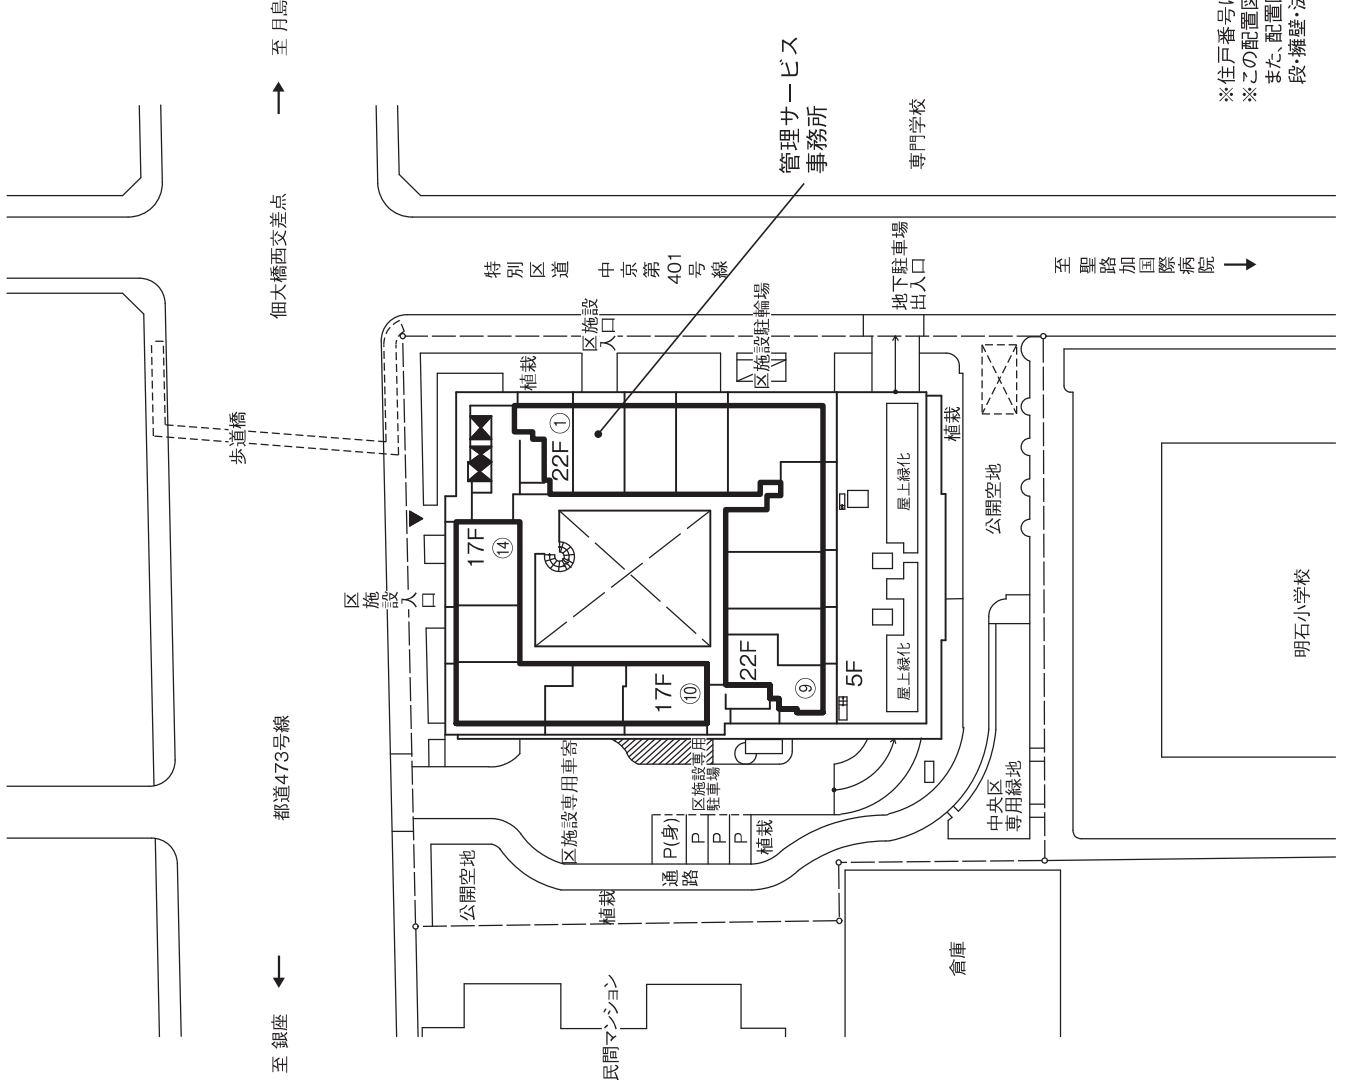 至 月島
佃大橋西交差点
都道473号線
至 銀座
歩道橋
区施設
入口
特別区道 中京第401号線
区施設
入口
植栽
区施設駐輪場
管理サービス
事務所
専門学校
地下駐車場
出入口
至 聖路加国際病院
※住戸番号
※この配置図
また、配置
段・擁壁・
22F
①
17F
⑭
17F
⑩
22F
⑨
5F
屋上緑化
屋上緑化
植栽
公開空地
明石小学校
中央区
専用緑地
区施設専用車寄
区施設専用
駐車場
P(身)
P
P
P
植栽
通路
公開空地
植栽
民間マンション
倉庫